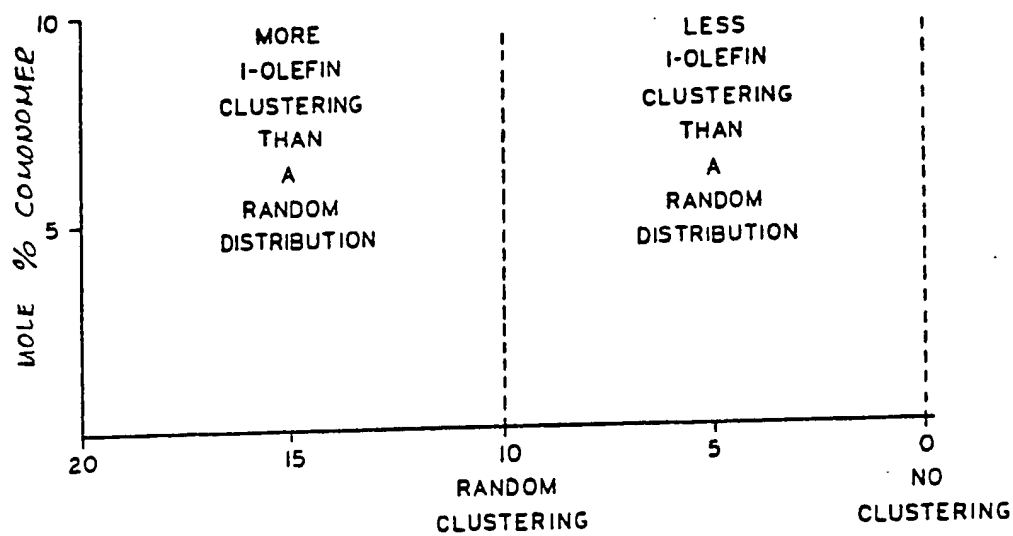 10
5
MOLE % COMONOMER
MORE
1-OLEFIN
CLUSTERING
THAN
A
RANDOM
DISTRIBUTION
LESS
1-OLEFIN
CLUSTERING
THAN
A
RANDOM
DISTRIBUTION
20
15
10
5
0
RANDOM
CLUSTERING
NO
CLUSTERING